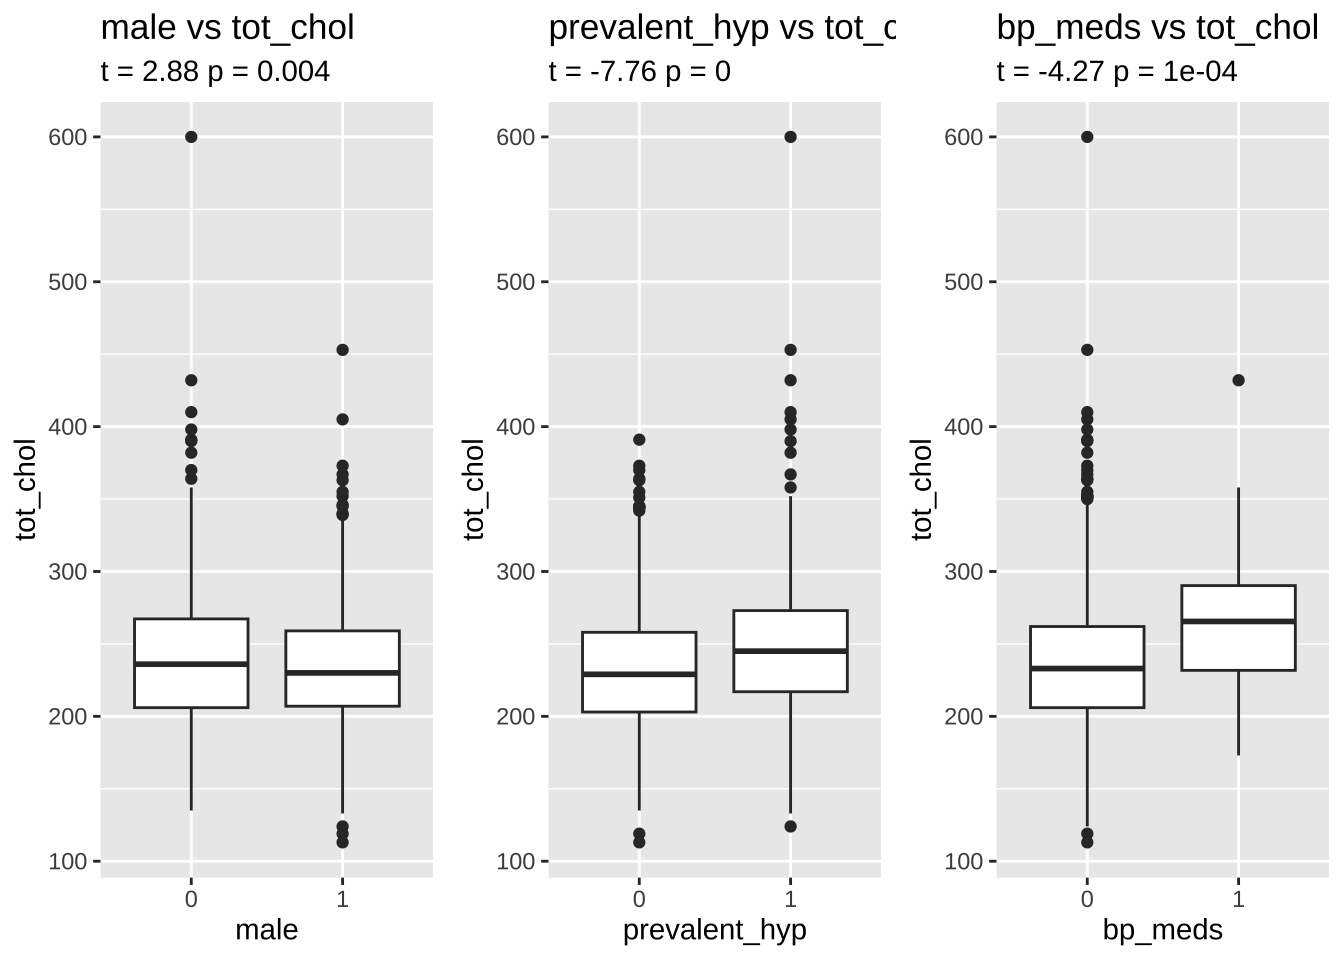 male vs tot_chol
t = 2.88 p = 0.004
600
500
400
300
200
100
tot_chol
0 1
male
prevalent_hyp vs tot_c
t = -7.76 p = 0
600
500
400
300
200
100
tot_chol
0 1
prevalent_hyp
bp_meds vs tot_chol
t = -4.27 p = 1e-04
600
500
400
300
200
100
tot_chol
0 1
bp_meds